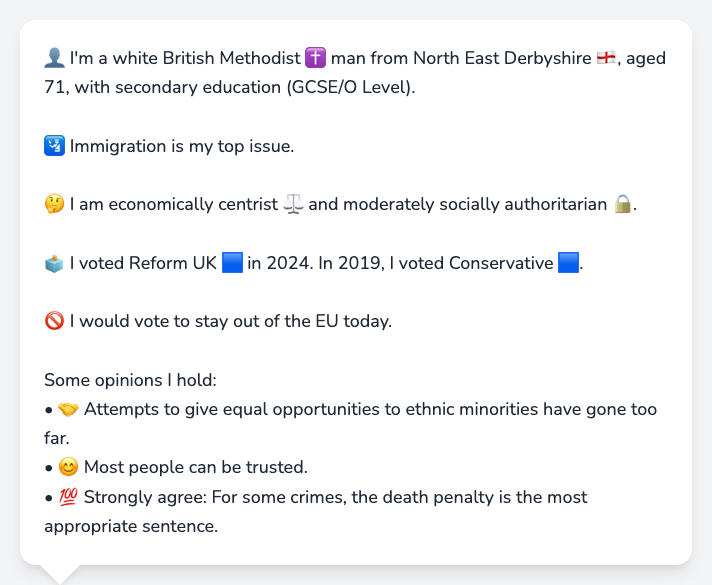 👤 I'm a white British Methodist ✝️ man from North East Derbyshire 🏴󠁧󠁢󠁥󠁮󠁧󠁿, aged
71, with secondary education (GCSE/O Level).
🛂 Immigration is my top issue.
🤔 I am economically centrist ⚖️ and moderately socially authoritarian 🔒.
🗳️ I voted Reform UK 🟦 in 2024. In 2019, I voted Conservative 🟦.
🚫 I would vote to stay out of the EU today.
Some opinions I hold:
• 🤝 Attempts to give equal opportunities to ethnic minorities have gone too
far.
• 😊 Most people can be trusted.
• 💯 Strongly agree: For some crimes, the death penalty is the most
appropriate sentence.